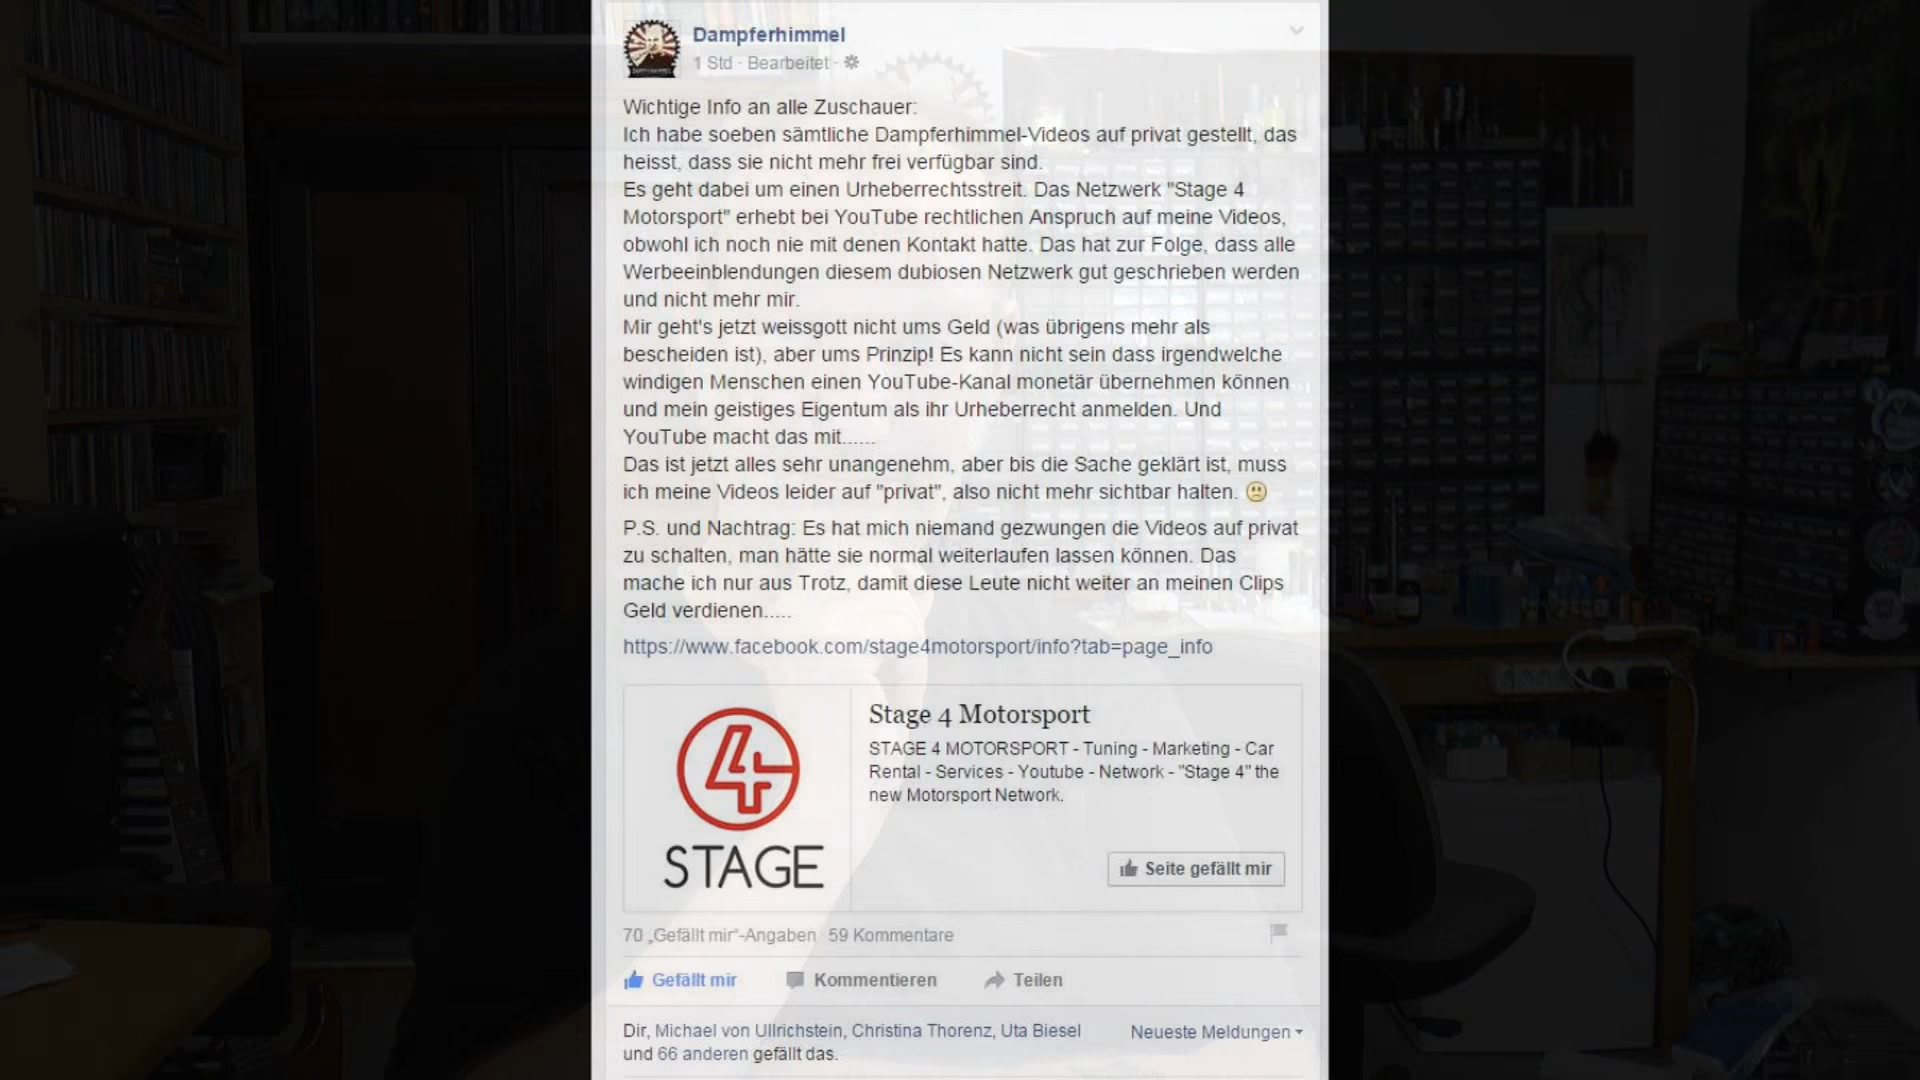 Dampferhimmel
1 Std · Bearbeitet ·
Wichtige Info an alle Zuschauer:
Ich habe soeben sämtliche Dampferhimmel-Videos auf privat gestellt, das
heisst, dass sie nicht mehr frei verfügbar sind.
Es geht dabei um einen Urheberrechtsstreit. Das Netzwerk "Stage 4
Motorsport" erhebt bei YouTube rechtlichen Anspruch auf meine Videos,
obwohl ich noch nie mit denen Kontakt hatte. Das hat zur Folge, dass alle
Werbeeinblendungen diesem dubiosen Netzwerk gut geschrieben werden
und nicht mehr mir.
Mir geht's jetzt weissgott nicht ums Geld (was übrigens mehr als
bescheiden ist), aber ums Prinzip! Es kann nicht sein dass irgendwelche
windigen Menschen einen YouTube-Kanal monetär übernehmen können
und mein geistiges Eigentum als ihr Urheberrecht anmelden. Und
YouTube macht das mit......
Das ist jetzt alles sehr unangenehm, aber bis die Sache geklärt ist, muss
ich meine Videos leider auf "privat", also nicht mehr sichtbar halten.
P.S. und Nachtrag: Es hat mich niemand gezwungen die Videos auf privat
zu schalten, man hätte sie normal weiterlaufen lassen können. Das
mache ich nur aus Trotz, damit diese Leute nicht weiter an meinen Clips
Geld verdienen.....
https://www.facebook.com/stage4motorsport/info?tab=page_info
4
STAGE
Stage 4 Motorsport
STAGE 4 MOTORSPORT - Tuning - Marketing - Car
Rental - Services - Youtube - Network - "Stage 4" the
new Motorsport Network.
Seite gefällt mir
70 „Gefällt mir“-Angaben 59 Kommentare
Gefällt mir Kommentieren Teilen
Dir, Michael von Ullrichstein, Christina Thorenz, Uta Biesel
und 66 anderen gefällt das.
Neueste Meldungen